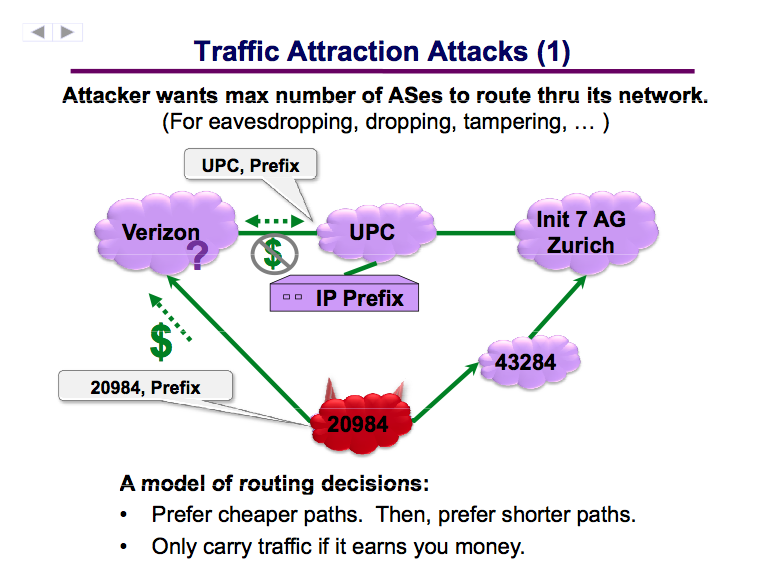 Traffic Attraction Attacks (1)
Attacker wants max number of ASes to route thru its network.
(For eavesdropping, dropping, tampering, … )
UPC, Prefix
Verizon
?
$
UPC
Init 7 AG
Zurich
IP Prefix
$
43284
20984, Prefix
20984
A model of routing decisions:
• Prefer cheaper paths. Then, prefer shorter paths.
• Only carry traffic if it earns you money.